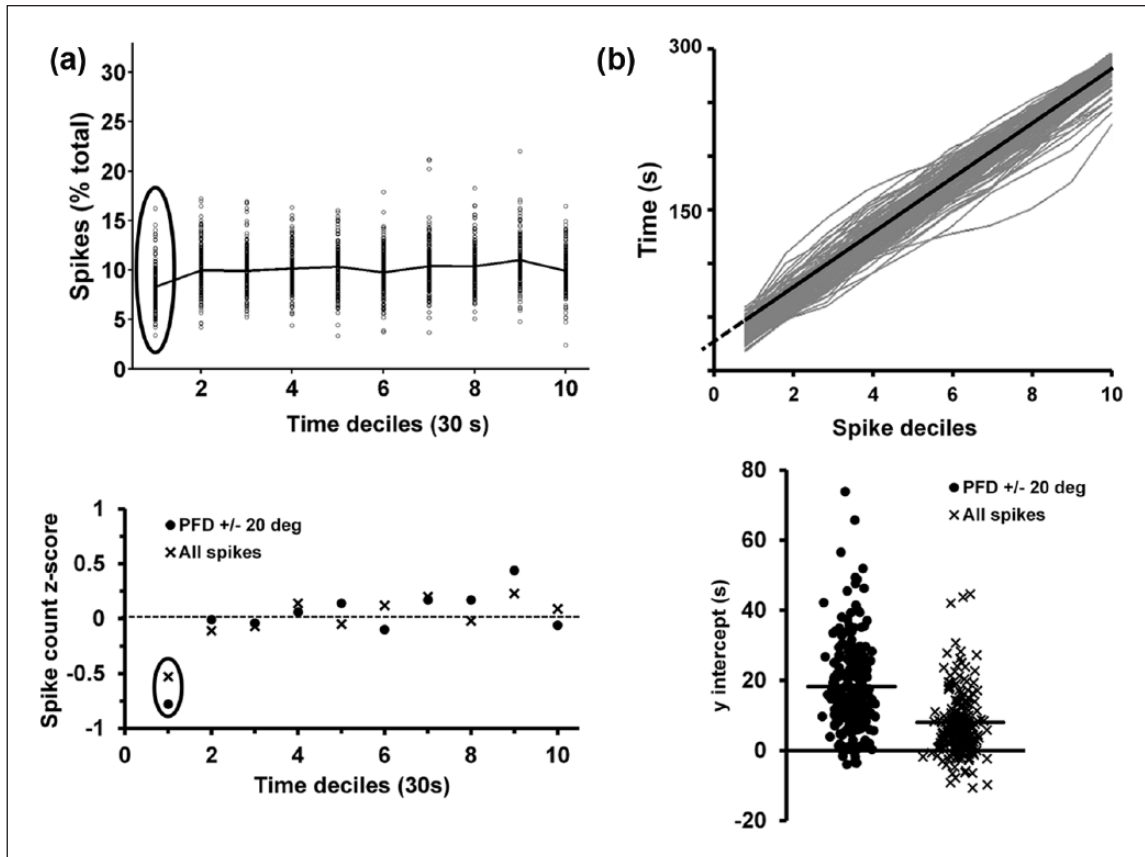 (a)
30
25
20
15
10
5
0
Spikes (% total)
2 4 6 8 10
Time deciles (30 s)
(b)
300
150
Time (s)
0 2 4 6 8 10
Spike deciles
1
0.5
0
-0.5
-1
Spike count z-score
PFD +/- 20 deg
All spikes
0 2 4 6 8 10
Time deciles (30s)
80
60
40
20
0
-20
y intercept (s)
PFD +/- 20 deg
All spikes